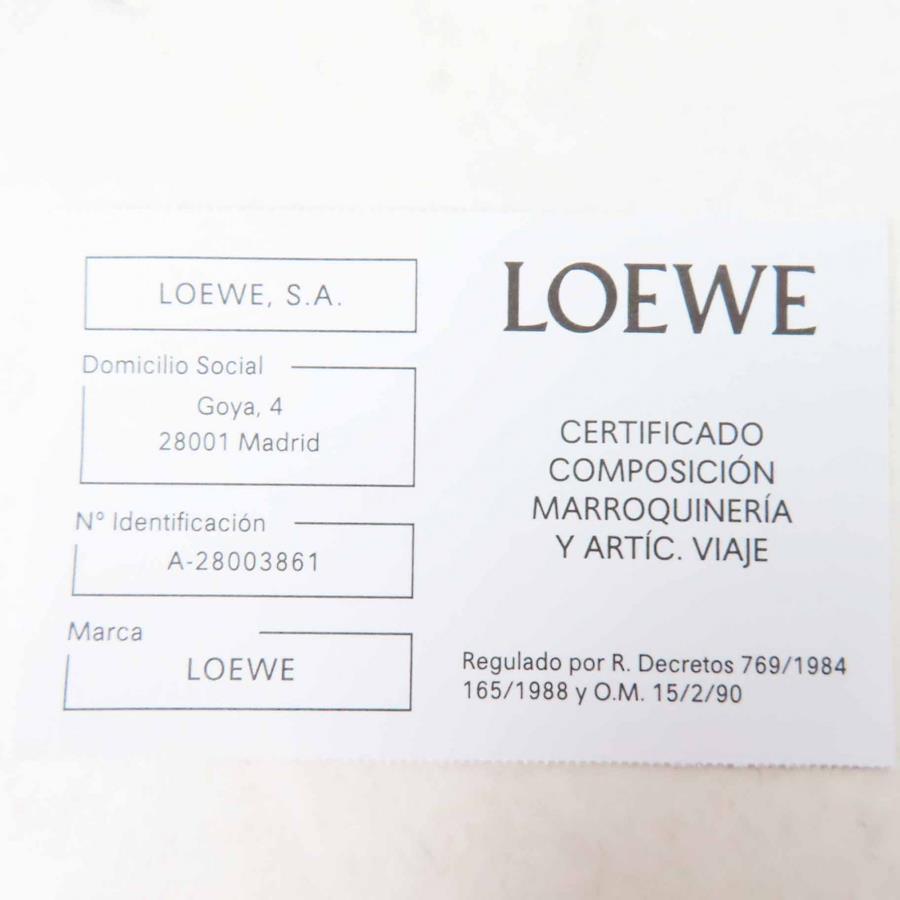 LOEWE, S.A.
Domicilio Social
Goya, 4
28001 Madrid
Nº Identificación
A-28003861
Marca
LOEWE
LOEWE
CERTIFICADO
COMPOSICIÓN
MARROQUINERÍA
Y ARTÍC. VIAJE
Regulado por R. Decretos 769/1984
165/1988 y O.M. 15/2/90